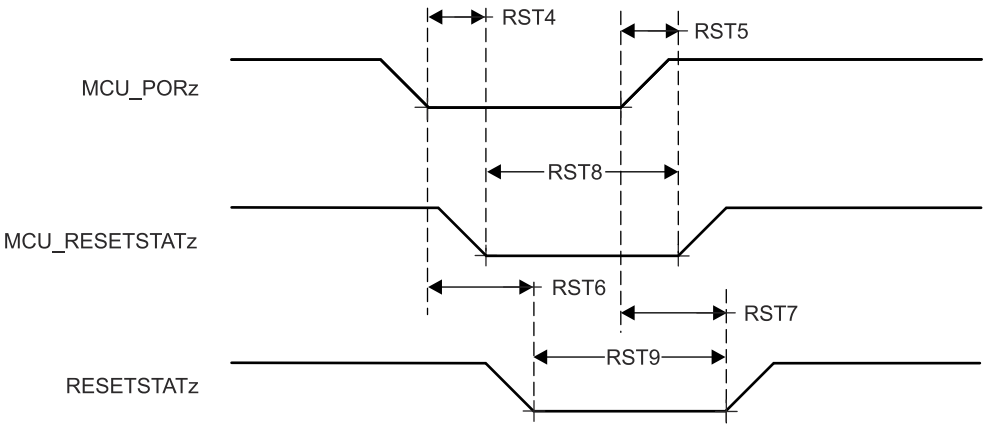 RST4
RST5
MCU_PORz
RST8
MCU_RESETSTATz
RST6
RST7
RST9
RESETSTATz